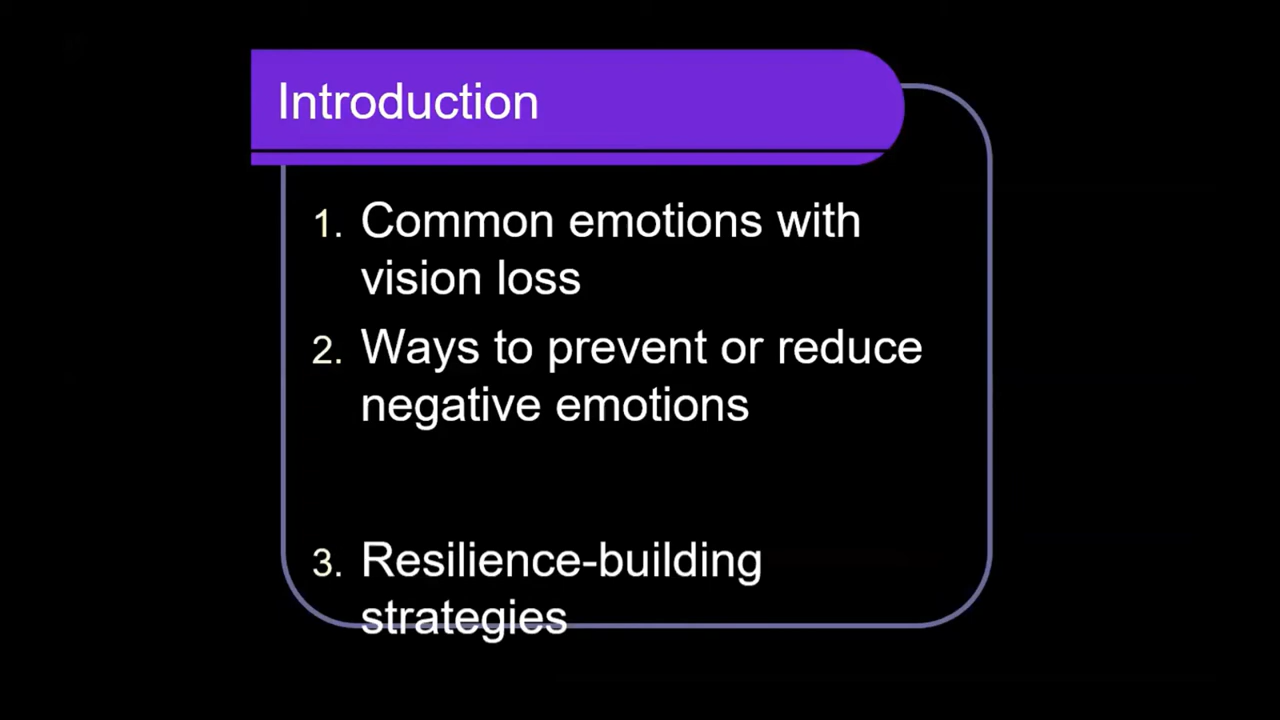 Introduction
1. Common emotions with
vision loss
2. Ways to prevent or reduce
negative emotions
3. Resilience-building
strategies